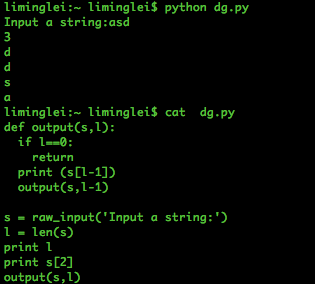 liminglei:~ liminglei$ python dg.py
Input a string:asd
3
d
d
s
a
liminglei:~ liminglei$ cat  dg.py
def output(s,l):
  if l==0:
    return
  print (s[l-1])
  output(s,l-1)

s = raw_input('Input a string:')
l = len(s)
print l
print s[2]
output(s,l)